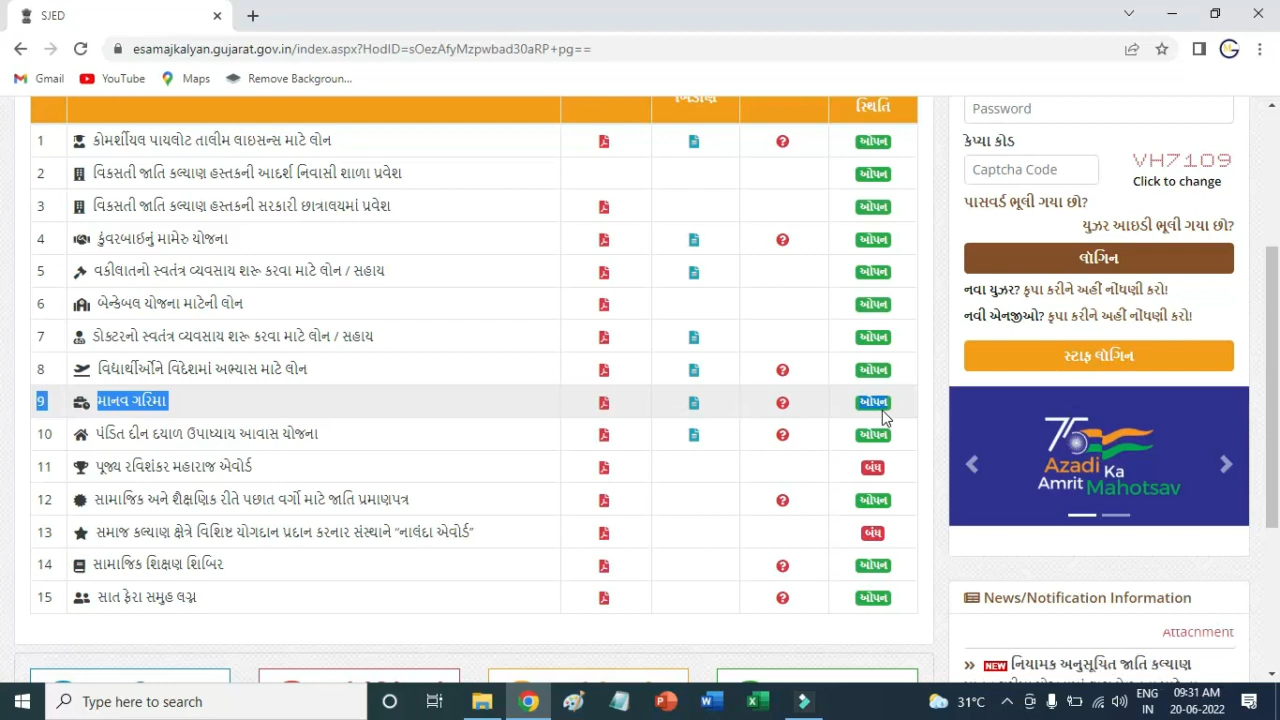 SJED
esamajkalyan.gujarat.gov.in/index.aspx?HodID=sOezAfyMzpwbad30aRP+pg==
Gmail YouTube Maps Remove Backgroun...
સ્થિતિ
1 કોમર્શીયલ પાયલોટ તાલીમ લાઇસન્સ માટે લોન ઓપન
2 વિકસતી જાતિ કલ્યાણ હસ્તકની આદર્શ નિવાસી શાળા પ્રવેશ ઓપન
3 વિકસતી જાતિ કલ્યાણ હસ્તકની સરકારી છાત્રાલયમાં પ્રવેશ ઓપન
4 કુંવરબાઇનું મામેરુ યોજના ઓપન
5 વકીલાતનો સ્વતંત્ર વ્યવસાય શરૂ કરવા માટે લોન / સહાય ઓપન
6 બેન્કેબલ યોજના માટેની લોન ઓપન
7 ડોક્ટરનો સ્વતંત્ર વ્યવસાય શરૂ કરવા માટે લોન / સહાય ઓપન
8 વિદ્યાર્થીઓને વિદેશમાં અભ્યાસ માટે લોન ઓપન
9 માનવ ગરિમા ઓપન
10 પંડિત દીન દયાળ ઉપાધ્યાય આવાસ યોજના ઓપન
11 પૂજ્ય રવિશંકર મહારાજ એવોર્ડ બંધ
12 સામાજિક અને શૈક્ષણિક રીતે પછાત વર્ગો માટે જાતિ પ્રમાણપત્ર ઓપન
13 સમાજ કલ્યાણ ક્ષેત્રે વિશિષ્ટ યોગદાન પ્રદાન કરનાર સંસ્થાને “નાલંદા એવોર્ડ” બંધ
14 સામાજિક શિક્ષણ શિબિર ઓપન
15 સાત ફેરા સમુહ લગ્ન ઓપન
Password
કેપ્ચા કોડ
Captcha Code VH7109
Click to change
પાસવર્ડ ભૂલી ગયા છો?
યુઝર આઇડી ભૂલી ગયા છો?
લૉગિન
નવા યુઝર? કૃપા કરીને અહીં નોંધણી કરો!
નવી એનજીઓ? કૃપા કરીને અહીં નોંધણી કરો!
સ્ટાફ લૉગિન
75
Azadi Ka
Amrit Mahotsav
News/Notification Information
Attachment
NEW નિયામક અનુસૂચિત જાતિ કલ્યાણ
Type here to search
31°C
ENG 09:31 AM
IN 20-06-2022